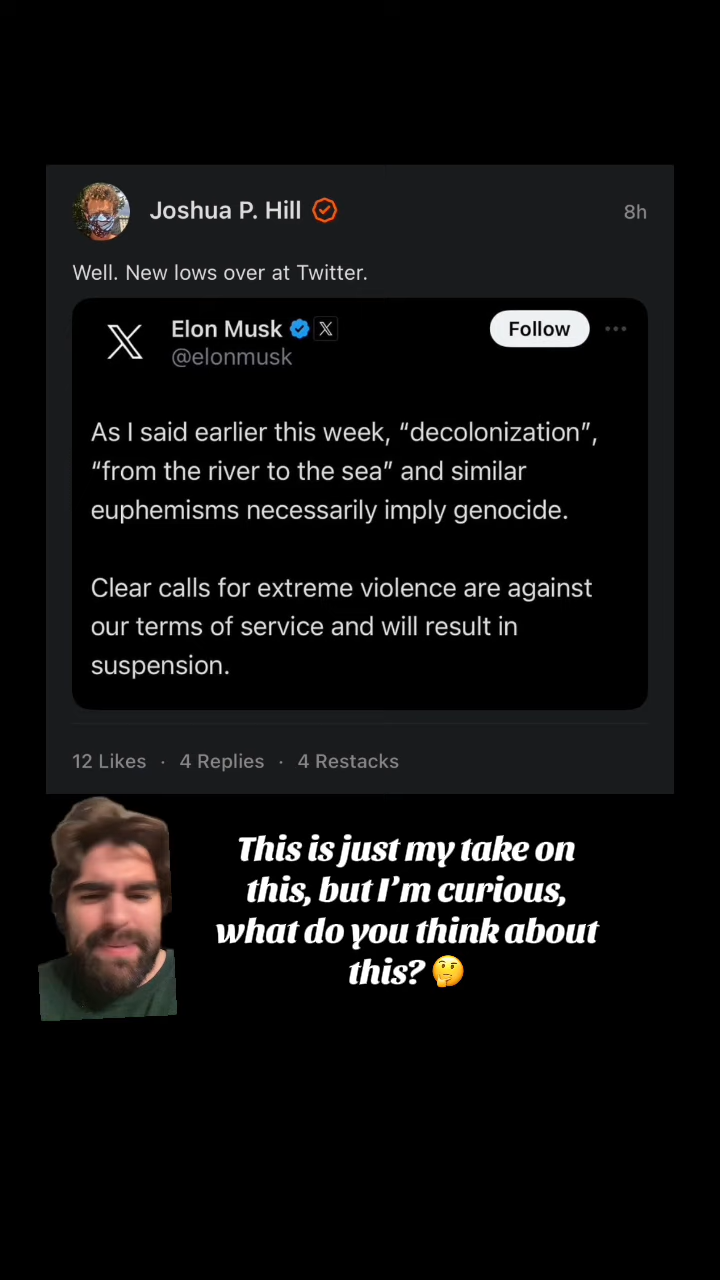 Joshua P. Hill
8h
Well. New lows over at Twitter.
Elon Musk
@elonmusk
Follow
As I said earlier this week, “decolonization”,
“from the river to the sea” and similar
euphemisms necessarily imply genocide.
Clear calls for extreme violence are against
our terms of service and will result in
suspension.
12 Likes · 4 Replies · 4 Restacks
This is just my take on
this, but I’m curious,
what do you think about
this? 🤔